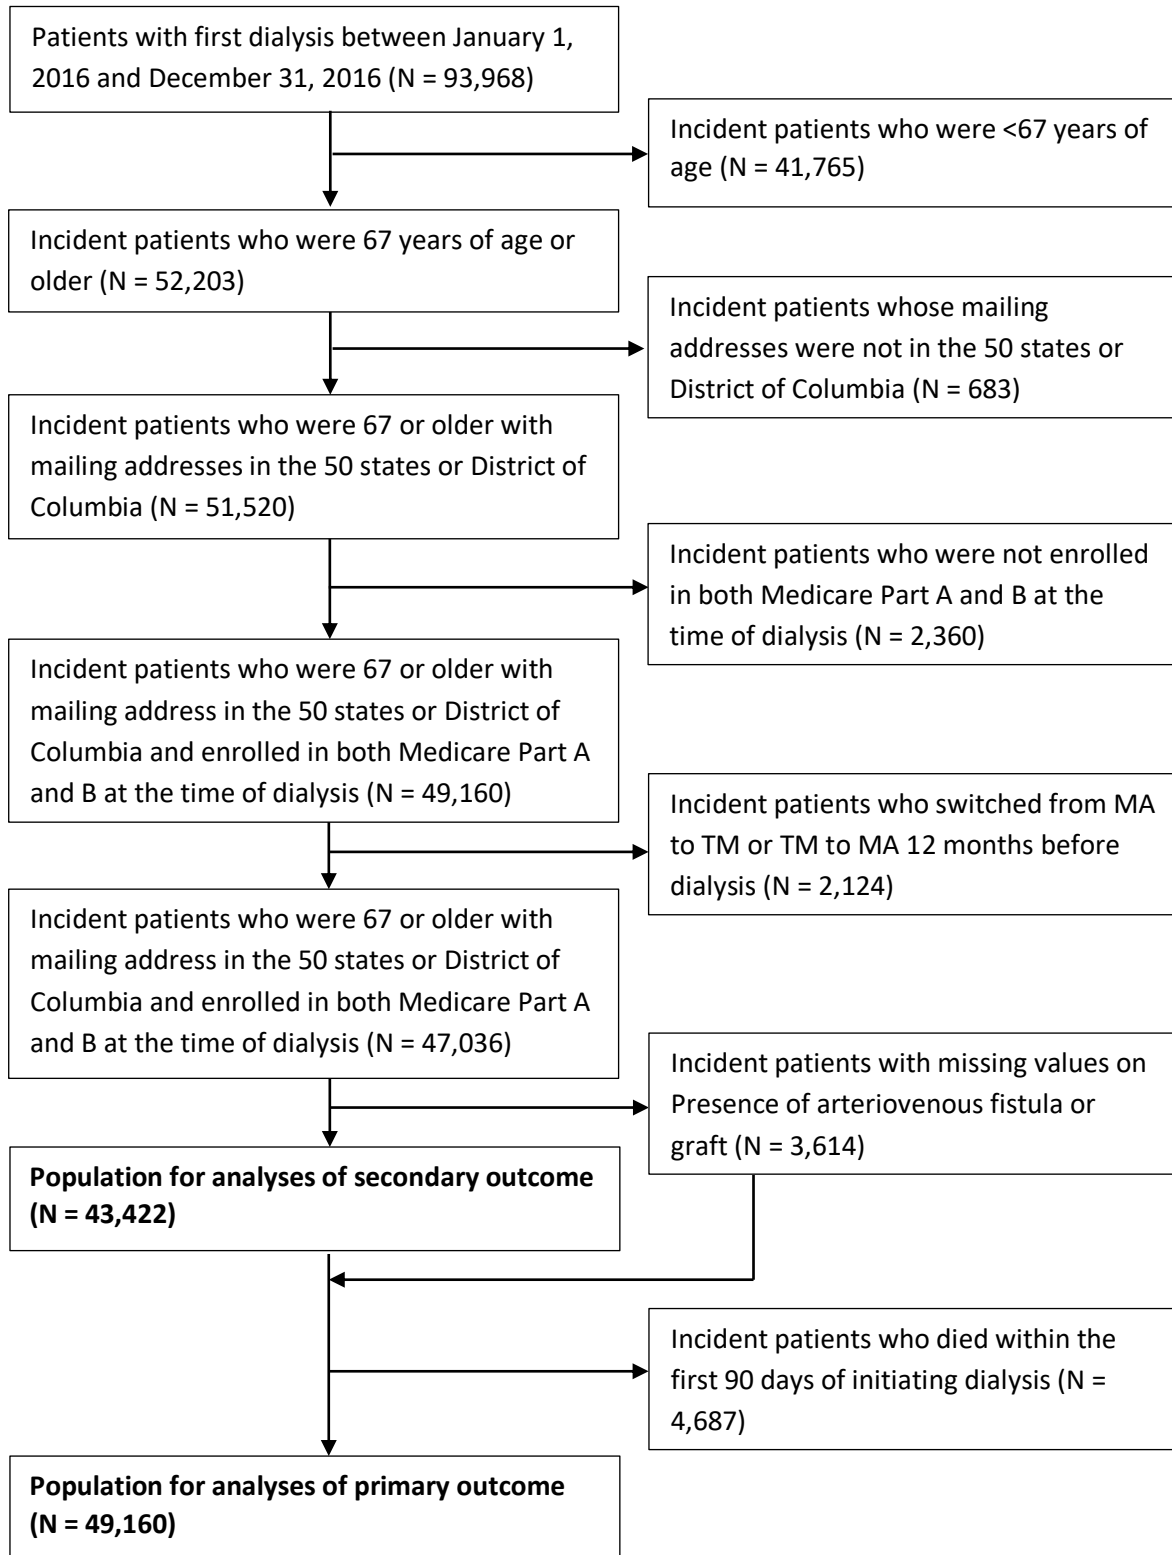 Patients with first dialysis between January 1,
2016 and December 31, 2016 (N = 93,968)
Incident patients who were <67 years of
age (N = 41,765)
Incident patients who were 67 years of age or
older (N = 52,203)
Incident patients whose mailing
addresses were not in the 50 states or
District of Columbia (N = 683)
Incident patients who were 67 or older with
mailing addresses in the 50 states or District of
Columbia (N = 51,520)
Incident patients who were not enrolled
in both Medicare Part A and B at the
time of dialysis (N = 2,360)
Incident patients who were 67 or older with
mailing address in the 50 states or District of
Columbia and enrolled in both Medicare Part A
and B at the time of dialysis (N = 49,160)
Incident patients who switched from MA
to TM or TM to MA 12 months before
dialysis (N = 2,124)
Incident patients who were 67 or older with
mailing address in the 50 states or District of
Columbia and enrolled in both Medicare Part A
and B at the time of dialysis (N = 47,036)
Incident patients with missing values on
Presence of arteriovenous fistula or
graft (N = 3,614)
Population for analyses of secondary outcome
(N = 43,422)
Incident patients who died within the
first 90 days of initiating dialysis (N =
4,687)
Population for analyses of primary outcome
(N = 49,160)